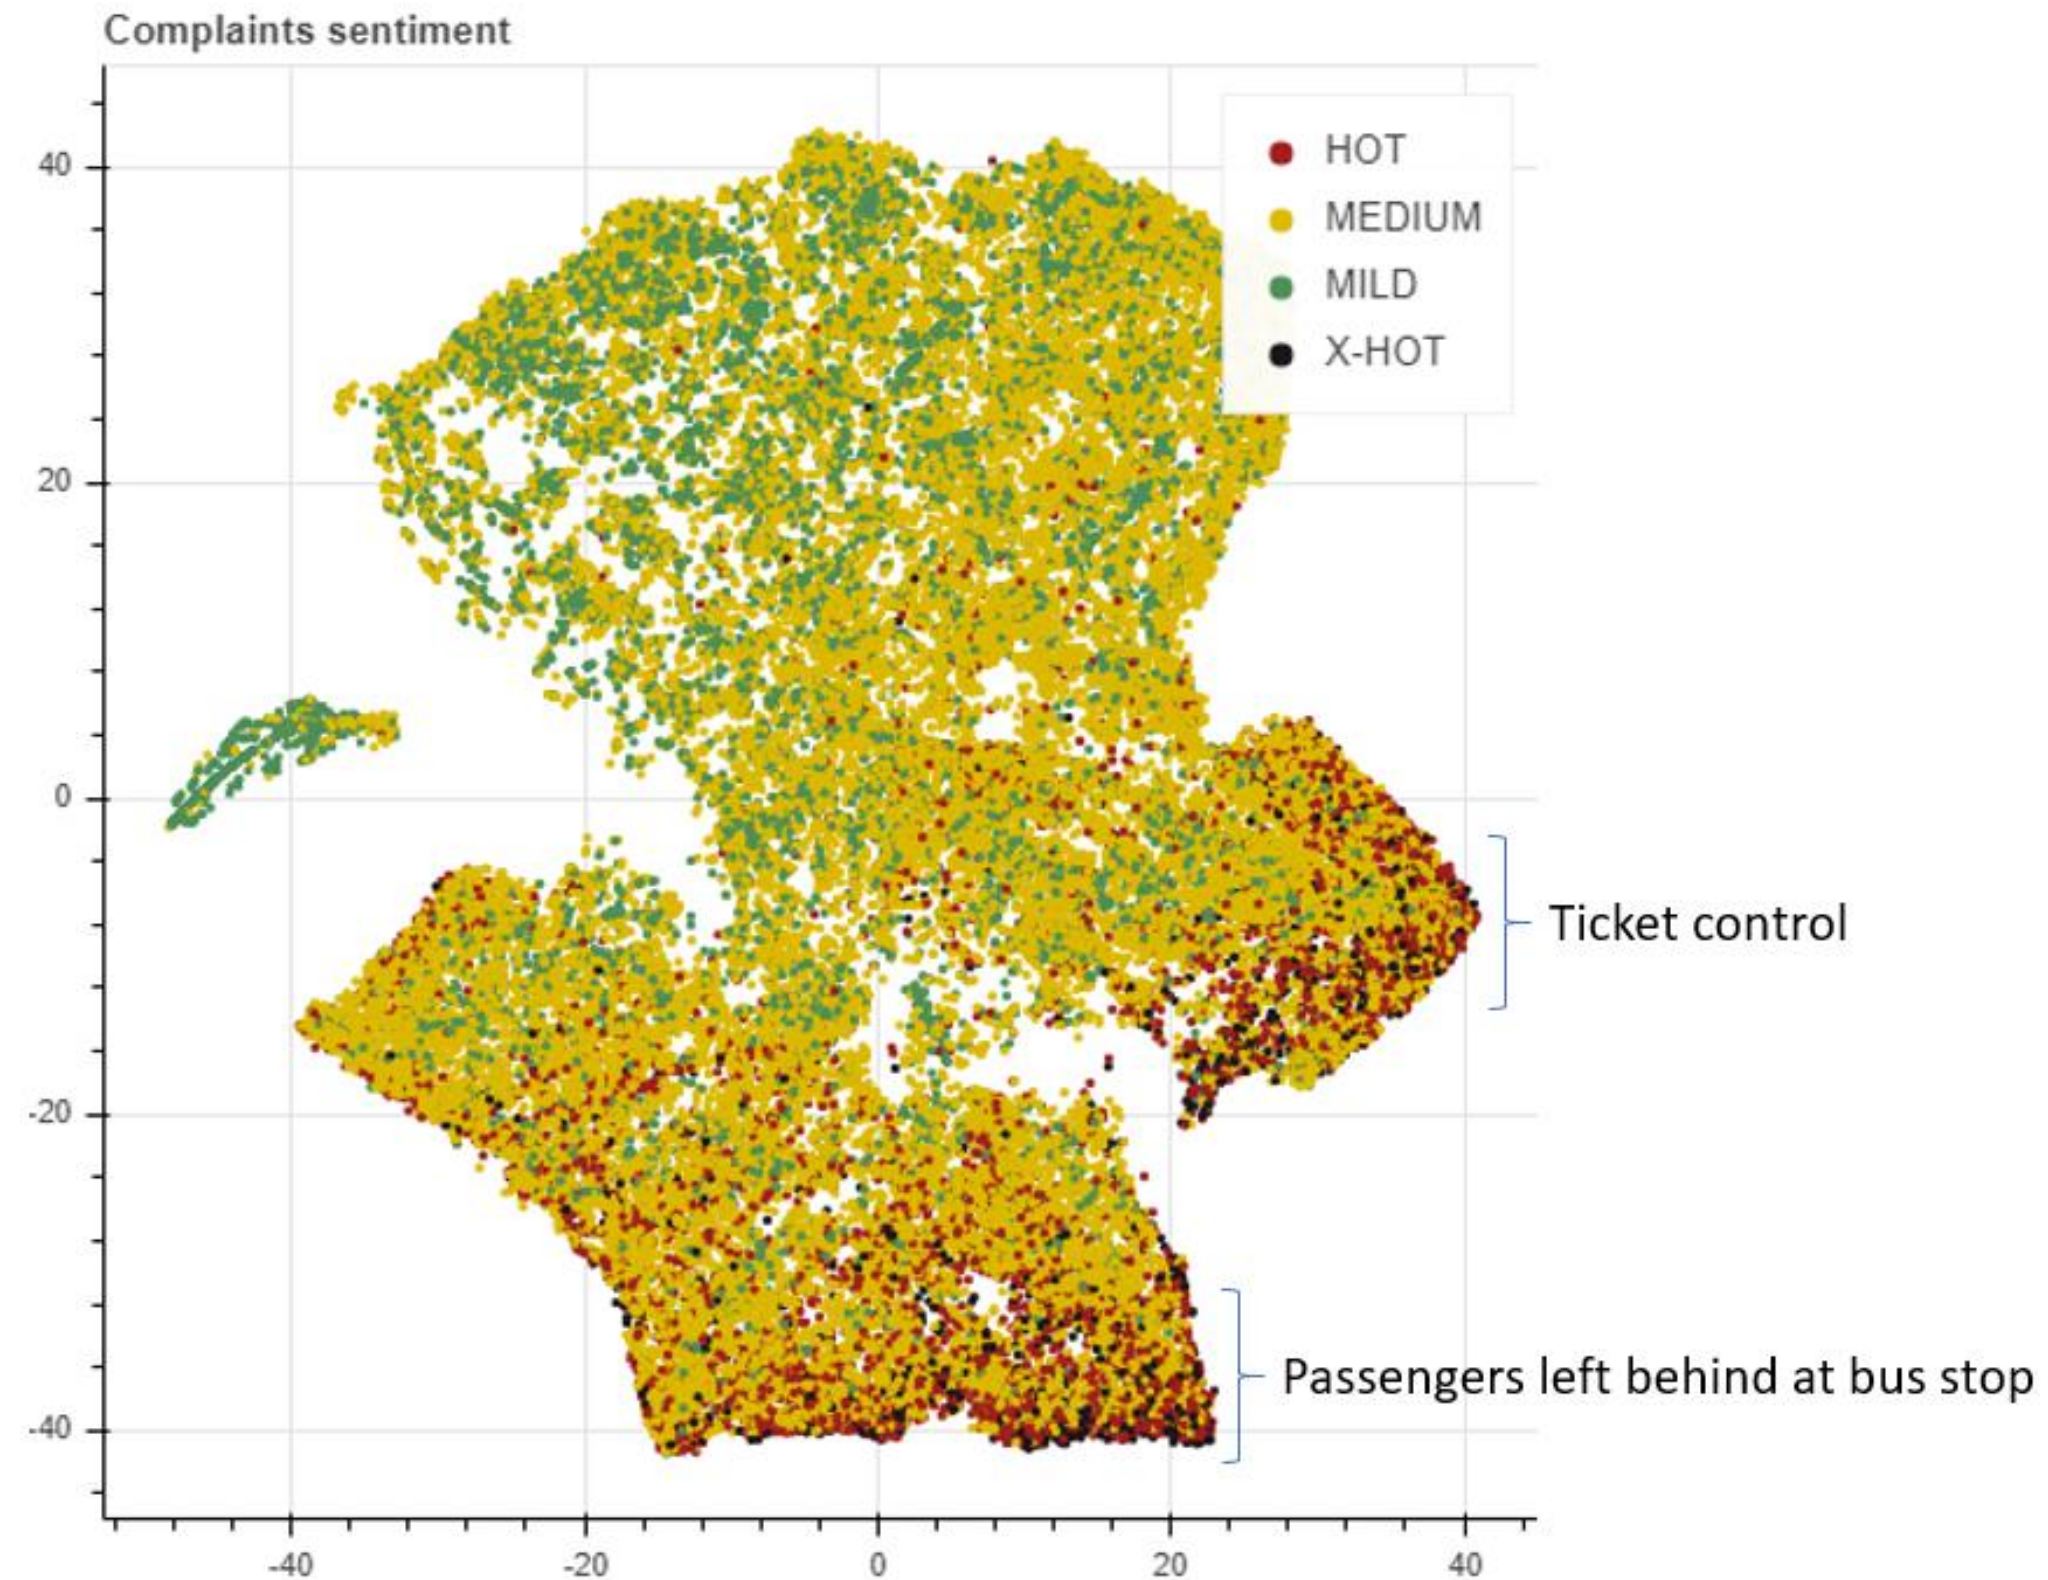 Complaints sentiment
HOT
MEDIUM
MILD
X-HOT
40
20
0
-20
-40
Ticket control
Passengers left behind at bus stop
-40
-20
0
20
40